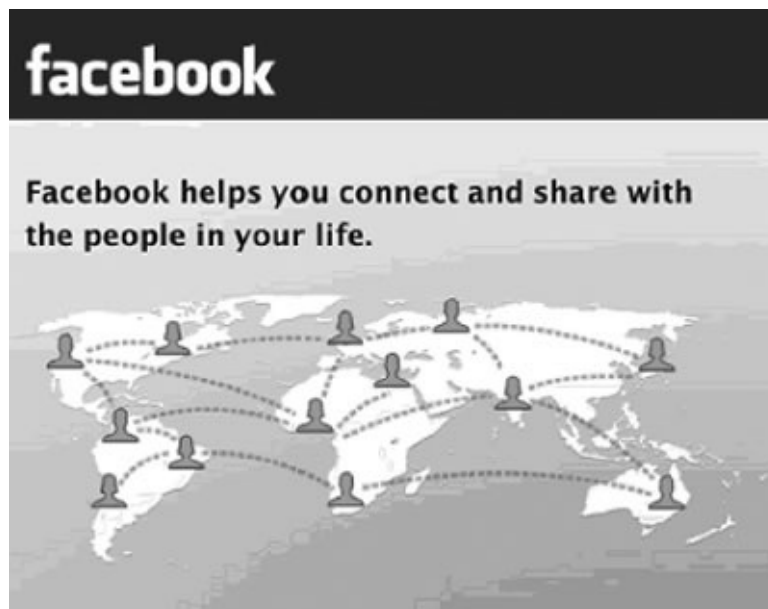 facebook
Facebook helps you connect and share with
the people in your life.